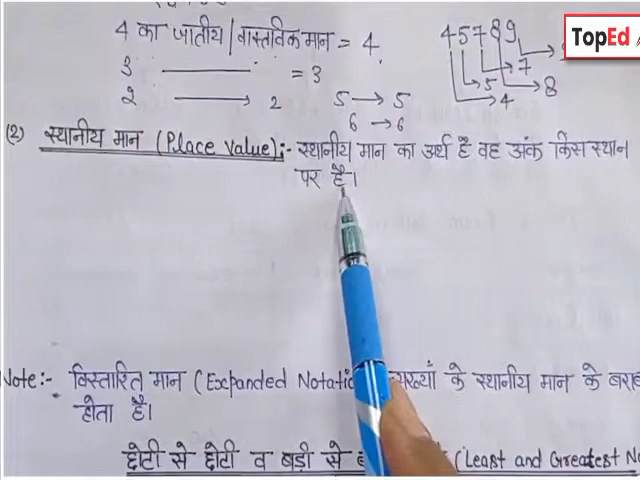 4 का जातीय / वास्तविक मान = 4
45789
TopEd
3 = 3
7
2 → 2
5 → 5
5
8
4
6 → 6
(2) स्थानीय मान (Place Value) :- स्थानीय मान का अर्थ है वह अंक किस स्थान
पर है।
Note:- विस्तारित मान (Expanded के स्थानीय मान के
होता है।
छोटी से छोटी व बड़ी से (Least and Greatest